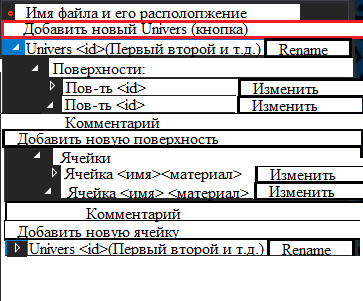 Имя файла и его располопжение
Добавить новый Univers (кнопка)
Univers <id>(Первый второй и т.д.) Rename
Поверхности:
Пов-ть <id> Изменить
Пов-ть <id> Изменить
Комментарий
Добавить новую поверхность
Ячейки
Ячейка <имя><материал> Изменить
Ячейка <имя> <материал> Изменить
Комментарий
Добавить новую ячейку
Univers <id>(Первый второй и т.д.) Rename